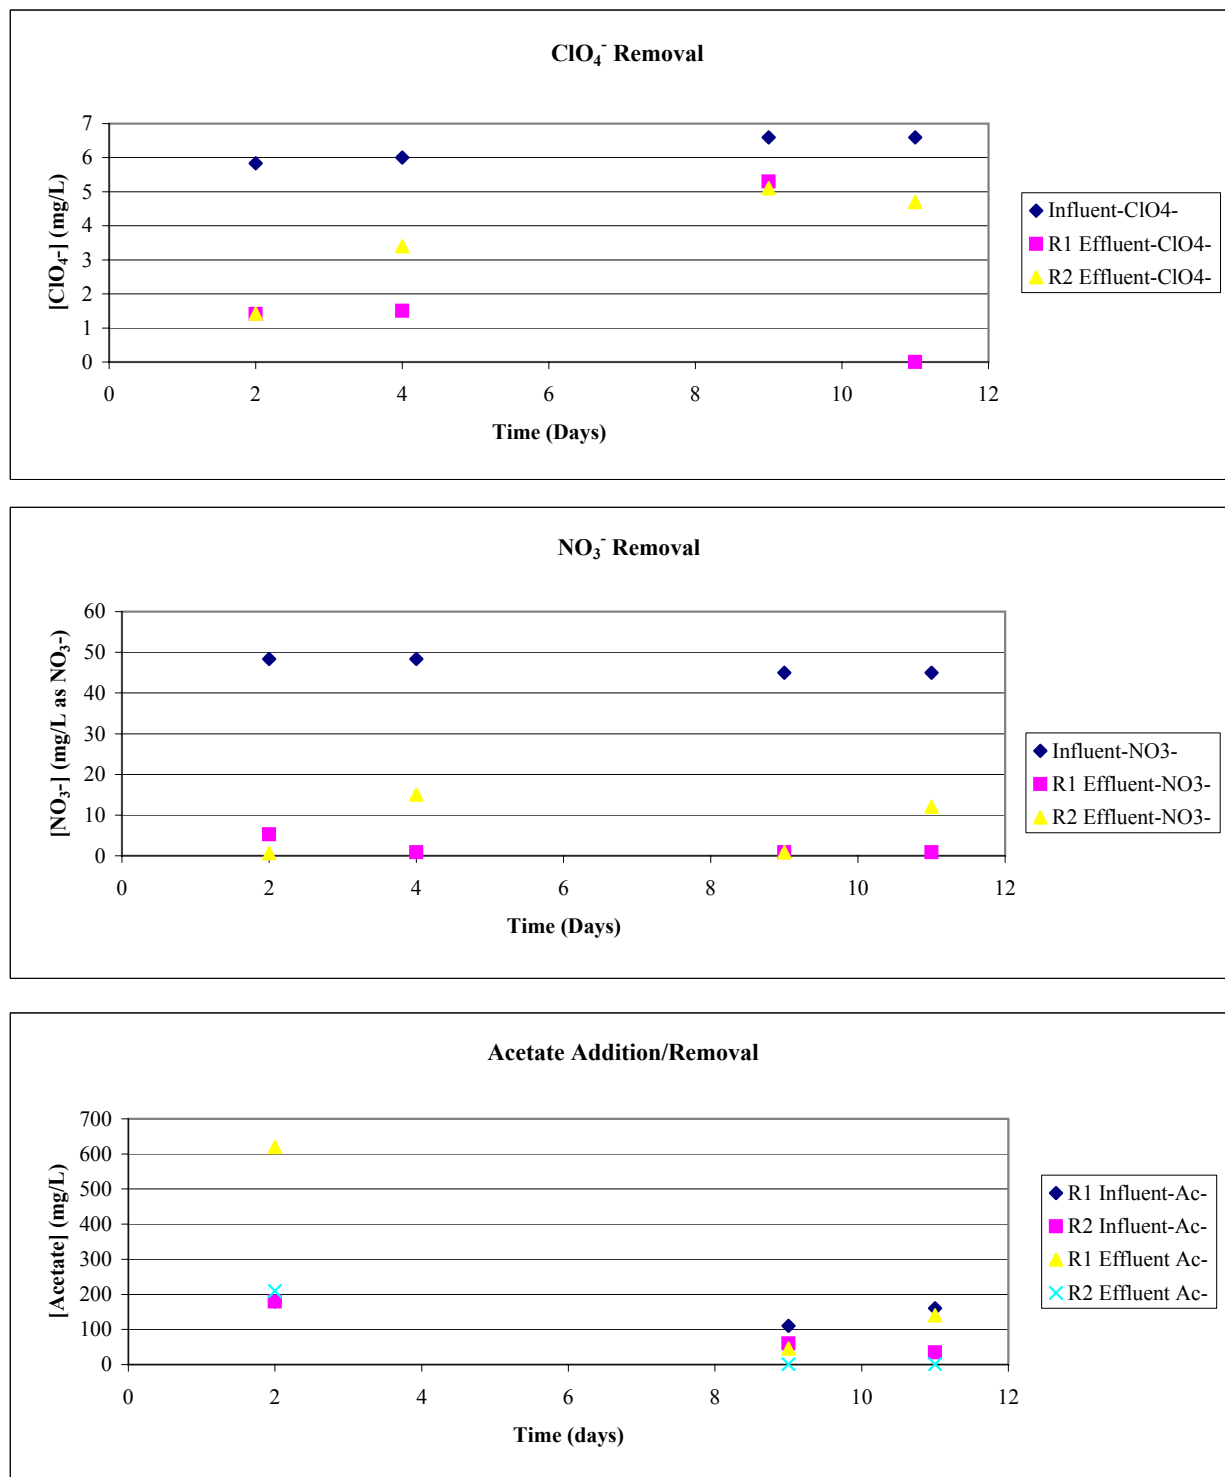 ClO₄⁻ Removal
7
6
5
4
3
2
1
0
[ClO₄-] (mg/L)
0 2 4 6 8 10 12
Time (Days)
Influent-ClO4-
R1 Effluent-ClO4-
R2 Effluent-ClO4-
NO₃⁻ Removal
60
50
40
30
20
10
0
[NO₃-] (mg/L as NO₃-)
0 2 4 6 8 10 12
Time (Days)
Influent-NO3-
R1 Effluent-NO3-
R2 Effluent-NO3-
Acetate Addition/Removal
700
600
500
400
300
200
100
0
[Acetate] (mg/L)
0 2 4 6 8 10 12
Time (days)
R1 Influent-Ac-
R2 Influent-Ac-
R1 Effluent Ac-
R2 Effluent Ac-